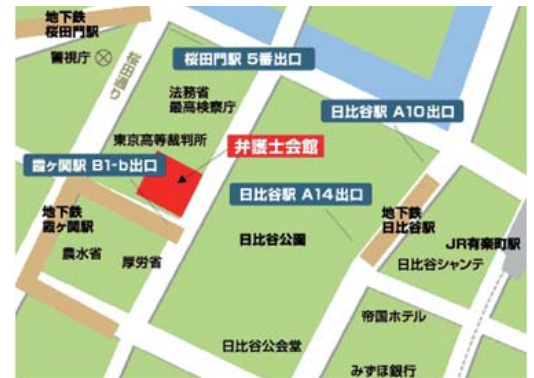 地下鉄
桜田門駅
警視庁
桜田通り
桜田門駅 5番出口
法務省
最高検察庁
日比谷駅 A10出口
東京高等裁判所
弁護士会館
霞ヶ関駅 B1-b出口
日比谷駅 A14出口
地下鉄
霞ヶ関駅
地下鉄
日比谷駅
農水省
厚労省
日比谷公園
JR有楽町駅
日比谷シャンテ
帝国ホテル
日比谷公会堂
みずほ銀行